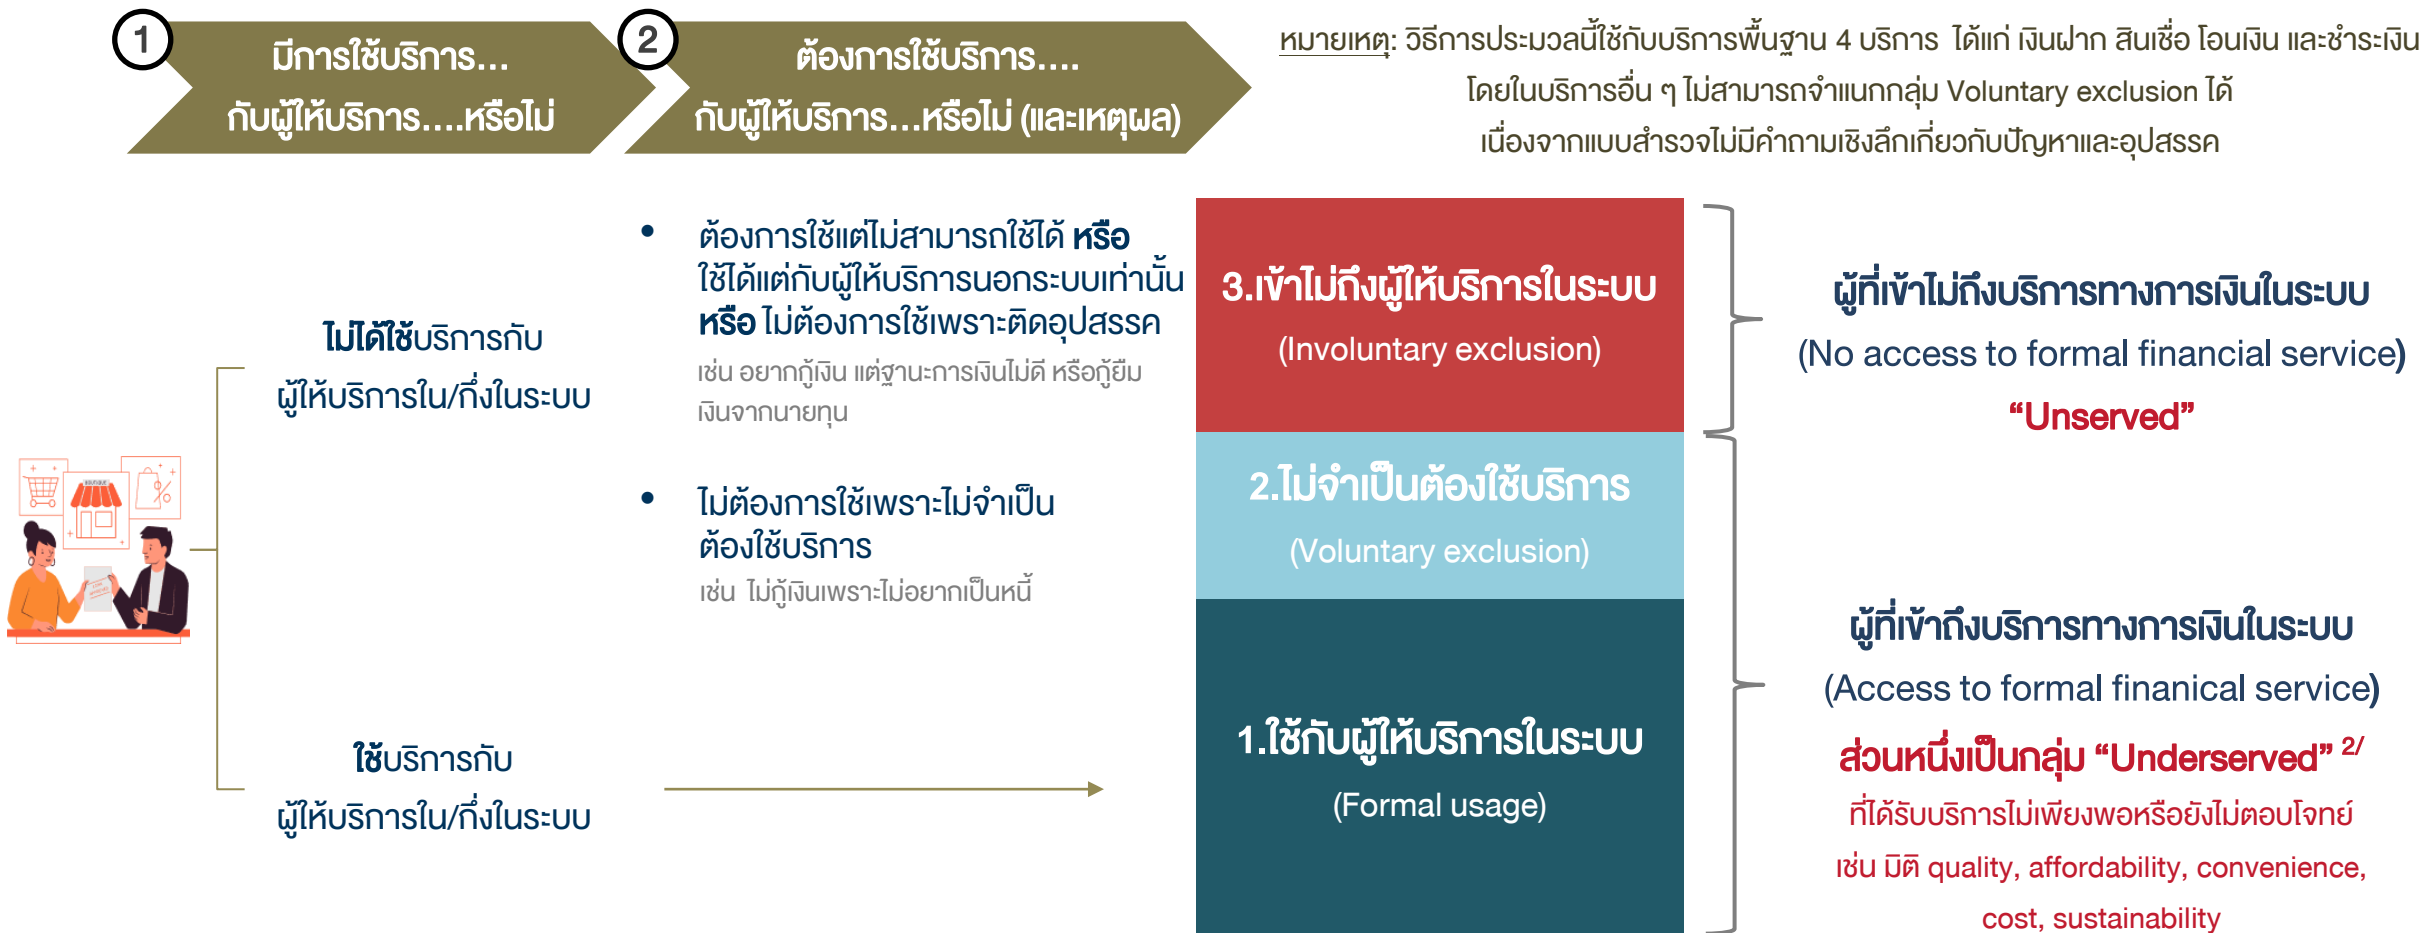 1
มีการใช้บริการ...
กับผู้ให้บริการ....หรือไม่
2
ต้องการใช้บริการ....
กับผู้ให้บริการ...หรือไม่ (และเหตุผล)
หมายเหตุ: วิธีการประมวลนี้ใช้กับบริการพื้นฐาน 4 บริการ ได้แก่ เงินฝาก สินเชื่อ โอนเงิน และชำระเงิน
โดยในบริการอื่น ๆ ไม่สามารถจำแนกกลุ่ม Voluntary exclusion ได้
เนื่องจากแบบสำรวจไม่มีคำถามเชิงลึกเกี่ยวกับปัญหาและอุปสรรค
ไม่ได้ใช้บริการกับ
ผู้ให้บริการใน/กึ่งในระบบ
• ต้องการใช้แต่ไม่สามารถใช้ได้ หรือ
ใช้ได้แต่กับผู้ให้บริการนอกระบบเท่านั้น
หรือ ไม่ต้องการใช้เพราะติดอุปสรรค
เช่น อยากกู้เงิน แต่ฐานะการเงินไม่ดี หรือกู้ยืม
เงินจากนายทุน
• ไม่ต้องการใช้เพราะไม่จำเป็น
ต้องใช้บริการ
เช่น ไม่กู้เงินเพราะไม่อยากเป็นหนี้
BOUTIQUE
ใช้บริการกับ
ผู้ให้บริการใน/กึ่งในระบบ
3.เข้าไม่ถึงผู้ให้บริการในระบบ
(Involuntary exclusion)
2.ไม่จำเป็นต้องใช้บริการ
(Voluntary exclusion)
1.ใช้กับผู้ให้บริการในระบบ
(Formal usage)
ผู้ที่เข้าไม่ถึงบริการทางการเงินในระบบ
(No access to formal financial service)
“Unserved”
ผู้ที่เข้าถึงบริการทางการเงินในระบบ
(Access to formal finanical service)
ส่วนหนึ่งเป็นกลุ่ม “Underserved” 2/
ที่ได้รับบริการไม่เพียงพอหรือยังไม่ตอบโจทย์
เช่น มิติ quality, affordability, convenience,
cost, sustainability